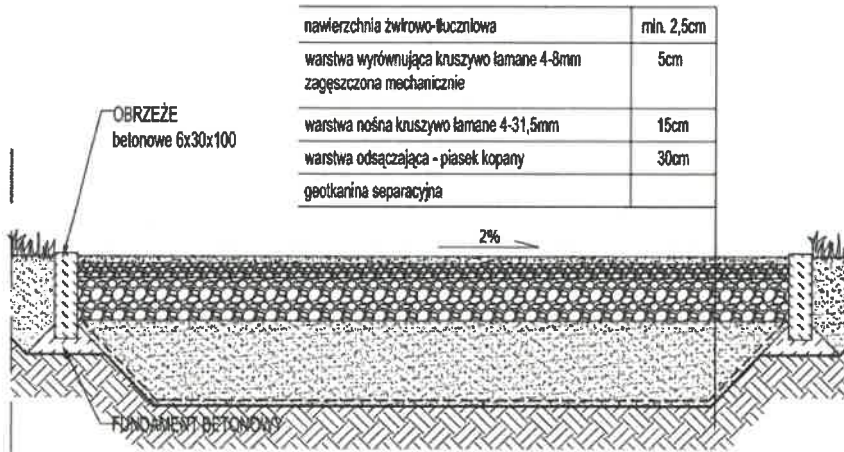 nawierzchnia żwirowo-tłuczniowa min. 2,5cm
warstwa wyrównująca kruszywo łamane 4-8mm 5cm
zagęszczona mechanicznie
warstwa nośna kruszywo łamane 4-31,5mm 15cm
warstwa odsączająca - piasek kopany 30cm
geotkanina separacyjna
OBRZEŻE
betonowe 6x30x100
2%
FUNDAMENT BETONOWY